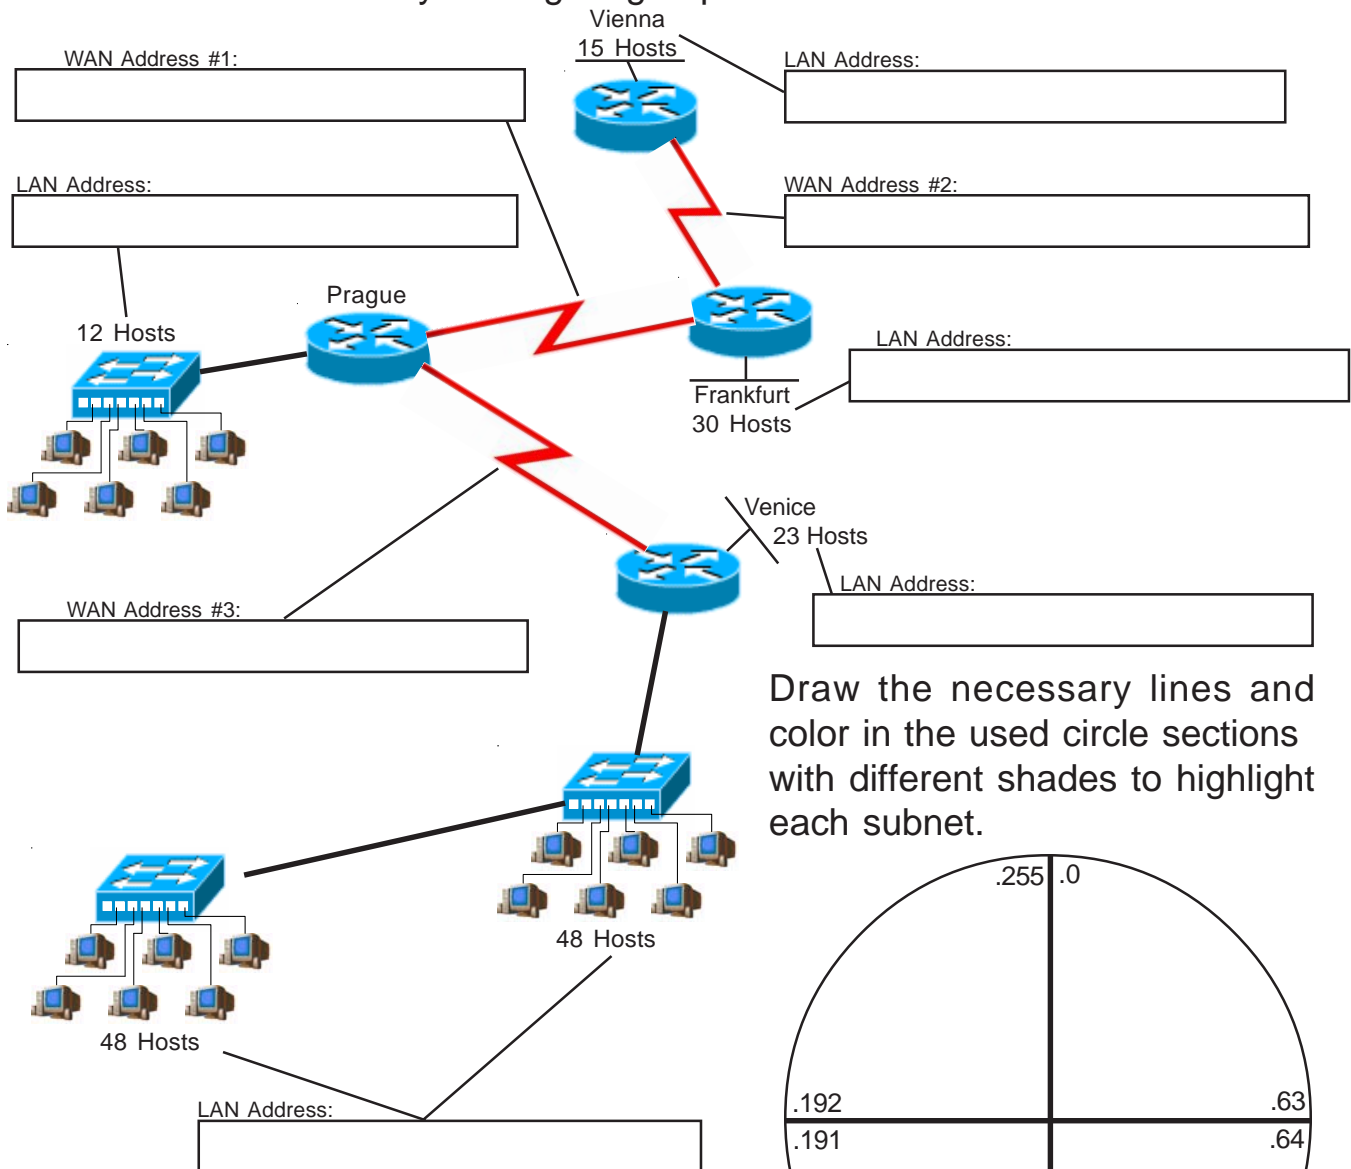 Vienna
15 Hosts
WAN Address #1:
LAN Address:
LAN Address:
WAN Address #2:
Prague
12 Hosts
LAN Address:
Frankfurt
30 Hosts
Venice
23 Hosts
LAN Address:
WAN Address #3:
Draw the necessary lines and
color in the used circle sections
with different shades to highlight
each subnet.
.255
.0
48 Hosts
48 Hosts
.192
.63
LAN Address:
.191
.64